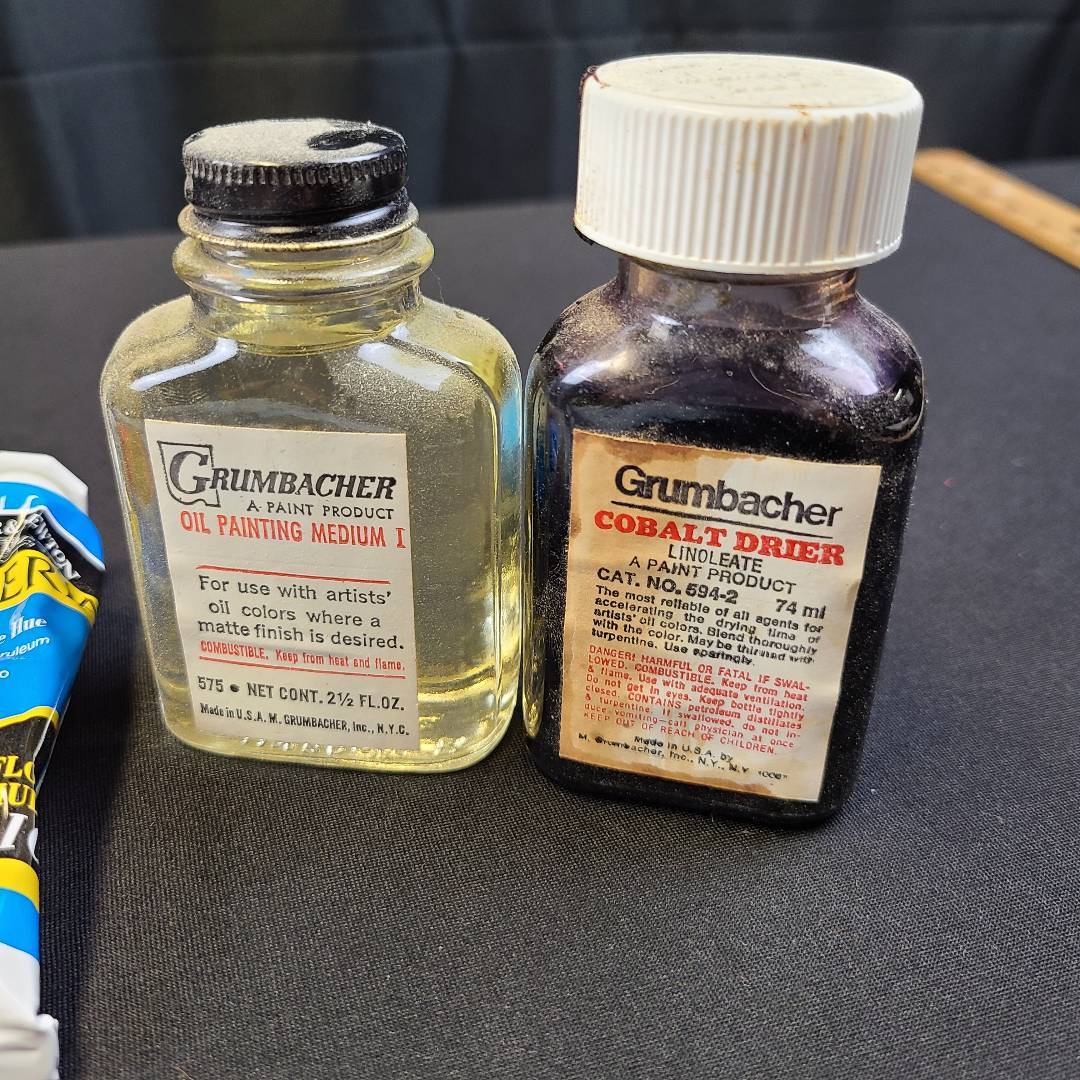 GRUMBACHER
A PAINT PRODUCT
OIL PAINTING MEDIUM I
For use with artists'
oil colors where a
matte finish is desired.
COMBUSTIBLE. Keep from heat and flame.
575 • NET CONT. 2½ FL.OZ.
Made in U.S.A. M. GRUMBACHER, Inc., N.Y.C.
Grumbacher
COBALT DRIER
LINOLEATE
A PAINT PRODUCT
CAT. NO. 594-2 74 ml
The most reliable of all agents for
accelerating the drying time of
artists' oil colors. Blend thoroughly
with the color. May be thinned with
turpentine. Use sparingly.
DANGER! HARMFUL OR FATAL IF SWAL-
LOWED. COMBUSTIBLE. Keep from heat
& flame. Use with adequate ventilation.
Do not get in eyes. Keep bottle tightly
closed. CONTAINS petroleum distillates
& turpentine. If swallowed, do not in-
duce vomiting—call physician at once
KEEP OUT OF REACH OF CHILDREN.
Made in U.S.A. by
M. Grumbacher, Inc., N.Y., N.Y.